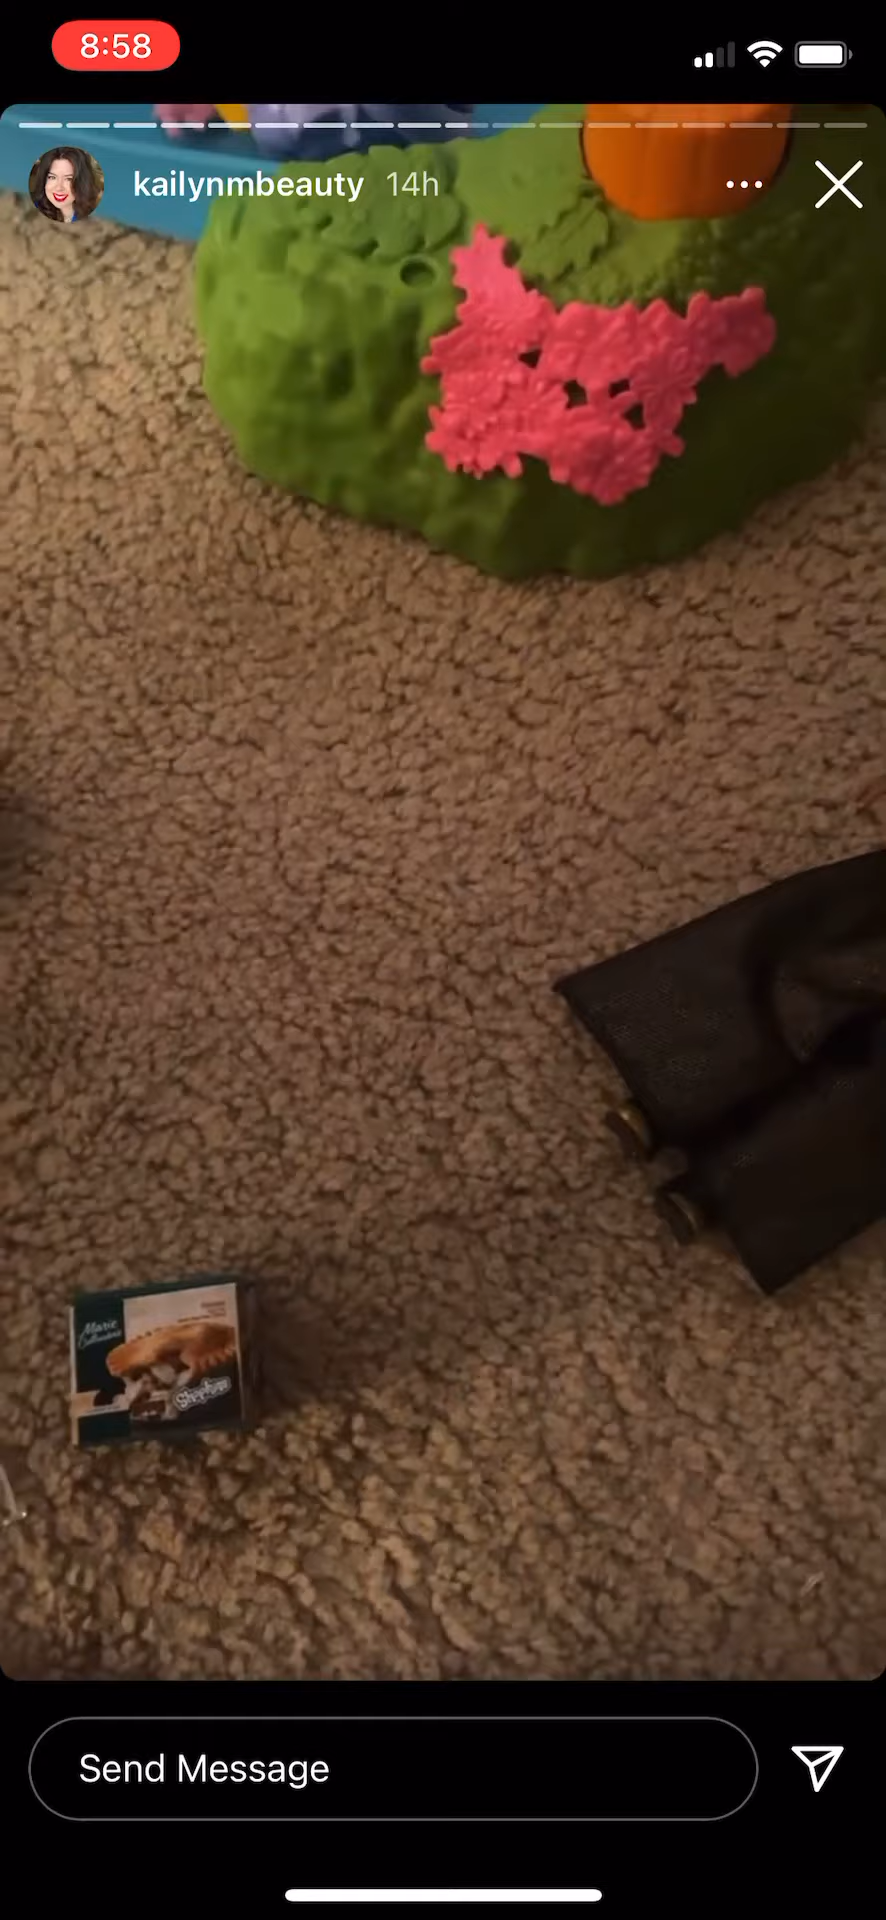 8:58
kailynmbeauty 14h
Marie
Callender's
Shopkins
Send Message